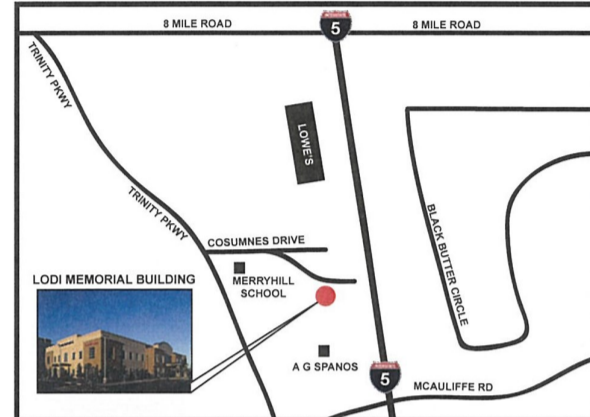 8 MILE ROAD
5
8 MILE ROAD
TRINITY PKWY
LOWE'S
TRINITY PKWY
BLACK BUTTER CIRCLE
COSUMNES DRIVE
LODI MEMORIAL BUILDING
MERRYHILL
SCHOOL
A G SPANOS
5
MCAULIFFE RD